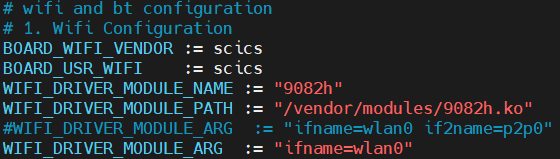 # wifi and bt configuration
# 1. Wifi Configuration
BOARD_WIFI_VENDOR := scics
BOARD_USR_WIFI    := scics
WIFI_DRIVER_MODULE_NAME := "9082h"
WIFI_DRIVER_MODULE_PATH := "/vendor/modules/9082h.ko"
#WIFI_DRIVER_MODULE_ARG  := "ifname=wlan0 if2name=p2p0"
WIFI_DRIVER_MODULE_ARG  := "ifname=wlan0"